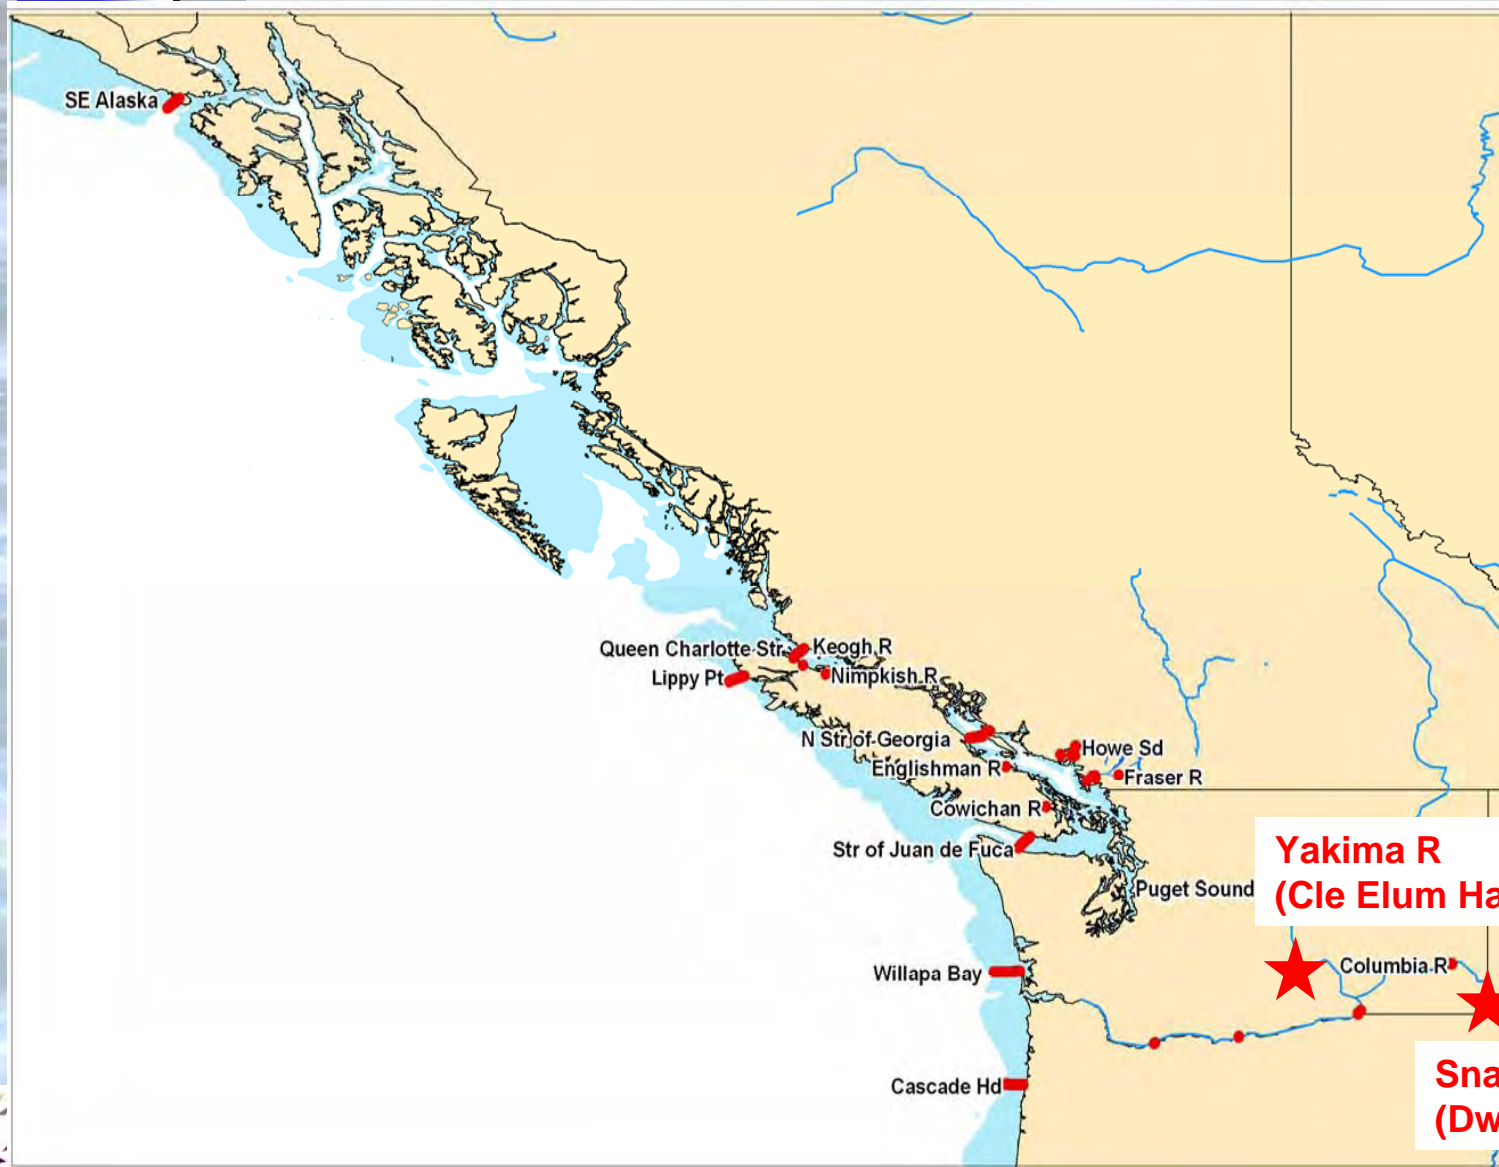 SE Alaska
Queen Charlotte Str
Keogh R
Lippy Pt
Nimpkish R
N Str of Georgia
Howe Sd
Englishman R
Fraser R
Cowichan R
Str of Juan de Fuca
Yakima R
(Cle Elum Ha
Puget Sound
Columbia R
Willapa Bay
Sna
Cascade Hd
(Dw